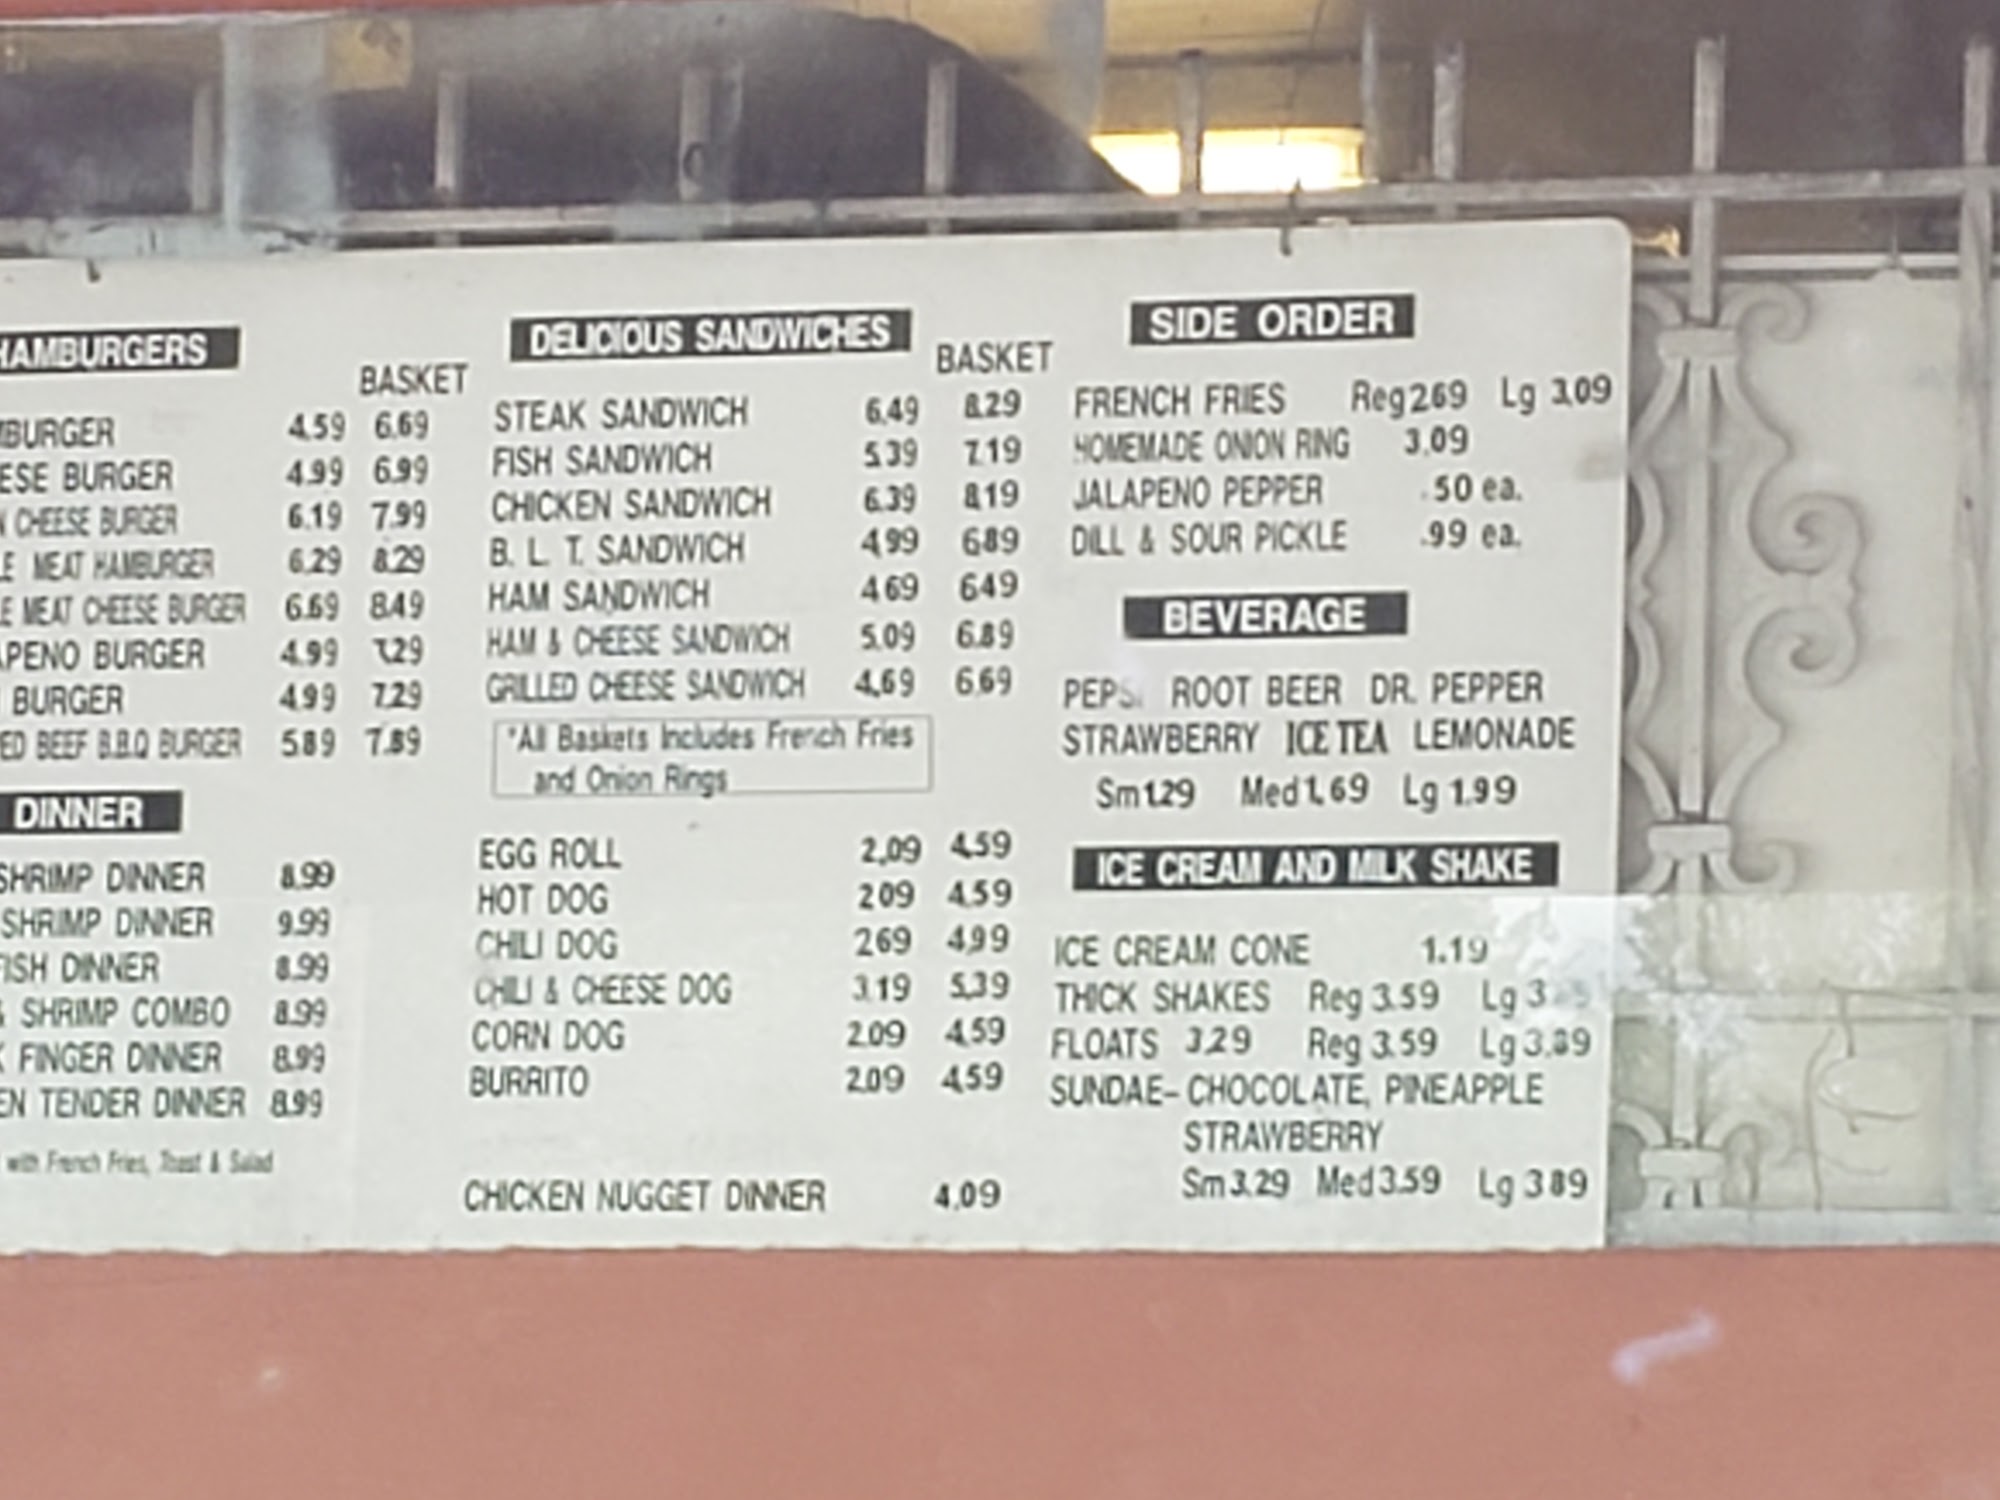 HAMBURGERS
BASKET
MBURGER 4.59 6.69
ESE BURGER 4.99 6.99
N CHEESE BURGER 6.19 7.99
LE MEAT HAMBURGER 6.29 8.29
LE MEAT CHEESE BURGER 6.69 8.49
APENO BURGER 4.99 7.29
BURGER 4.99 7.29
ED BEEF B.B.Q BURGER 5.89 7.89
DINNER
SHRIMP DINNER 8.99
SHRIMP DINNER 9.99
FISH DINNER 8.99
& SHRIMP COMBO 8.99
K FINGER DINNER 8.99
EN TENDER DINNER 8.99
with French Fries, Toast & Salad
DELICIOUS SANDWICHES
BASKET
STEAK SANDWICH 6.49 8.29
FISH SANDWICH 5.39 7.19
CHICKEN SANDWICH 6.39 8.19
B. L. T. SANDWICH 4.99 6.89
HAM SANDWICH 4.69 6.49
HAM & CHEESE SANDWICH 5.09 6.89
GRILLED CHEESE SANDWICH 4.69 6.69
*All Baskets Includes French Fries
and Onion Rings
EGG ROLL 2.09 4.59
HOT DOG 2.09 4.59
CHILI DOG 2.69 4.99
CHILI & CHEESE DOG 3.19 5.39
CORN DOG 2.09 4.59
BURRITO 2.09 4.59
CHICKEN NUGGET DINNER 4.09
SIDE ORDER
FRENCH FRIES Reg 2.69 Lg 3.09
HOMEMADE ONION RING 3.09
JALAPENO PEPPER .50 ea.
DILL & SOUR PICKLE .99 ea.
BEVERAGE
PEPSI ROOT BEER DR. PEPPER
STRAWBERRY ICE TEA LEMONADE
Sm 1.29 Med 1.69 Lg 1.99
ICE CREAM AND MILK SHAKE
ICE CREAM CONE 1.19
THICK SHAKES Reg 3.59 Lg
FLOATS 3.29 Reg 3.59 Lg 3.89
SUNDAE- CHOCOLATE, PINEAPPLE
STRAWBERRY
Sm 3.29 Med 3.59 Lg 3.89